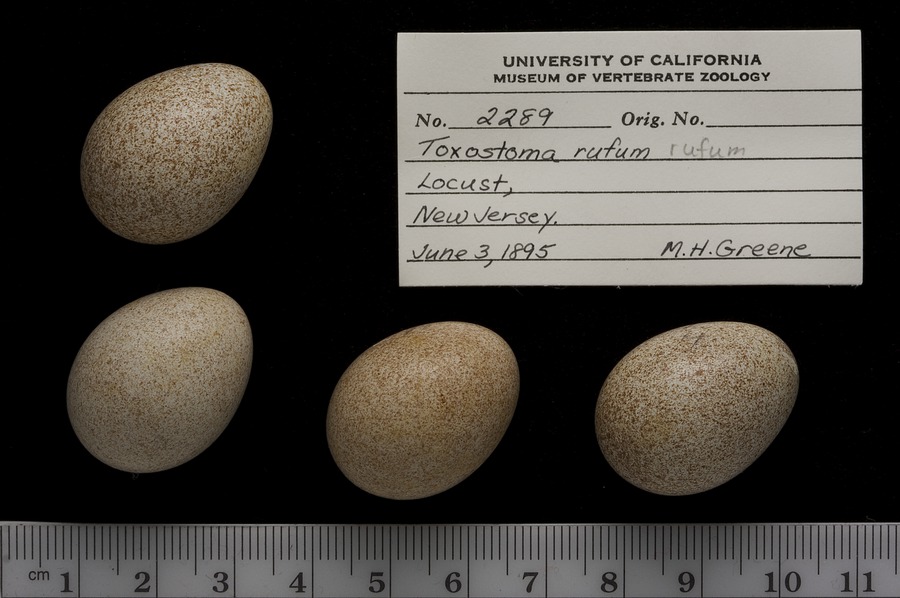 UNIVERSITY OF CALIFORNIA
MUSEUM OF VERTEBRATE ZOOLOGY
No. 2289 Orig. No.
Toxostoma rufum rufum
Locust,
New Jersey.
June 3, 1895 M.H.Greene
cm 1 2 3 4 5 6 7 8 9 10 11